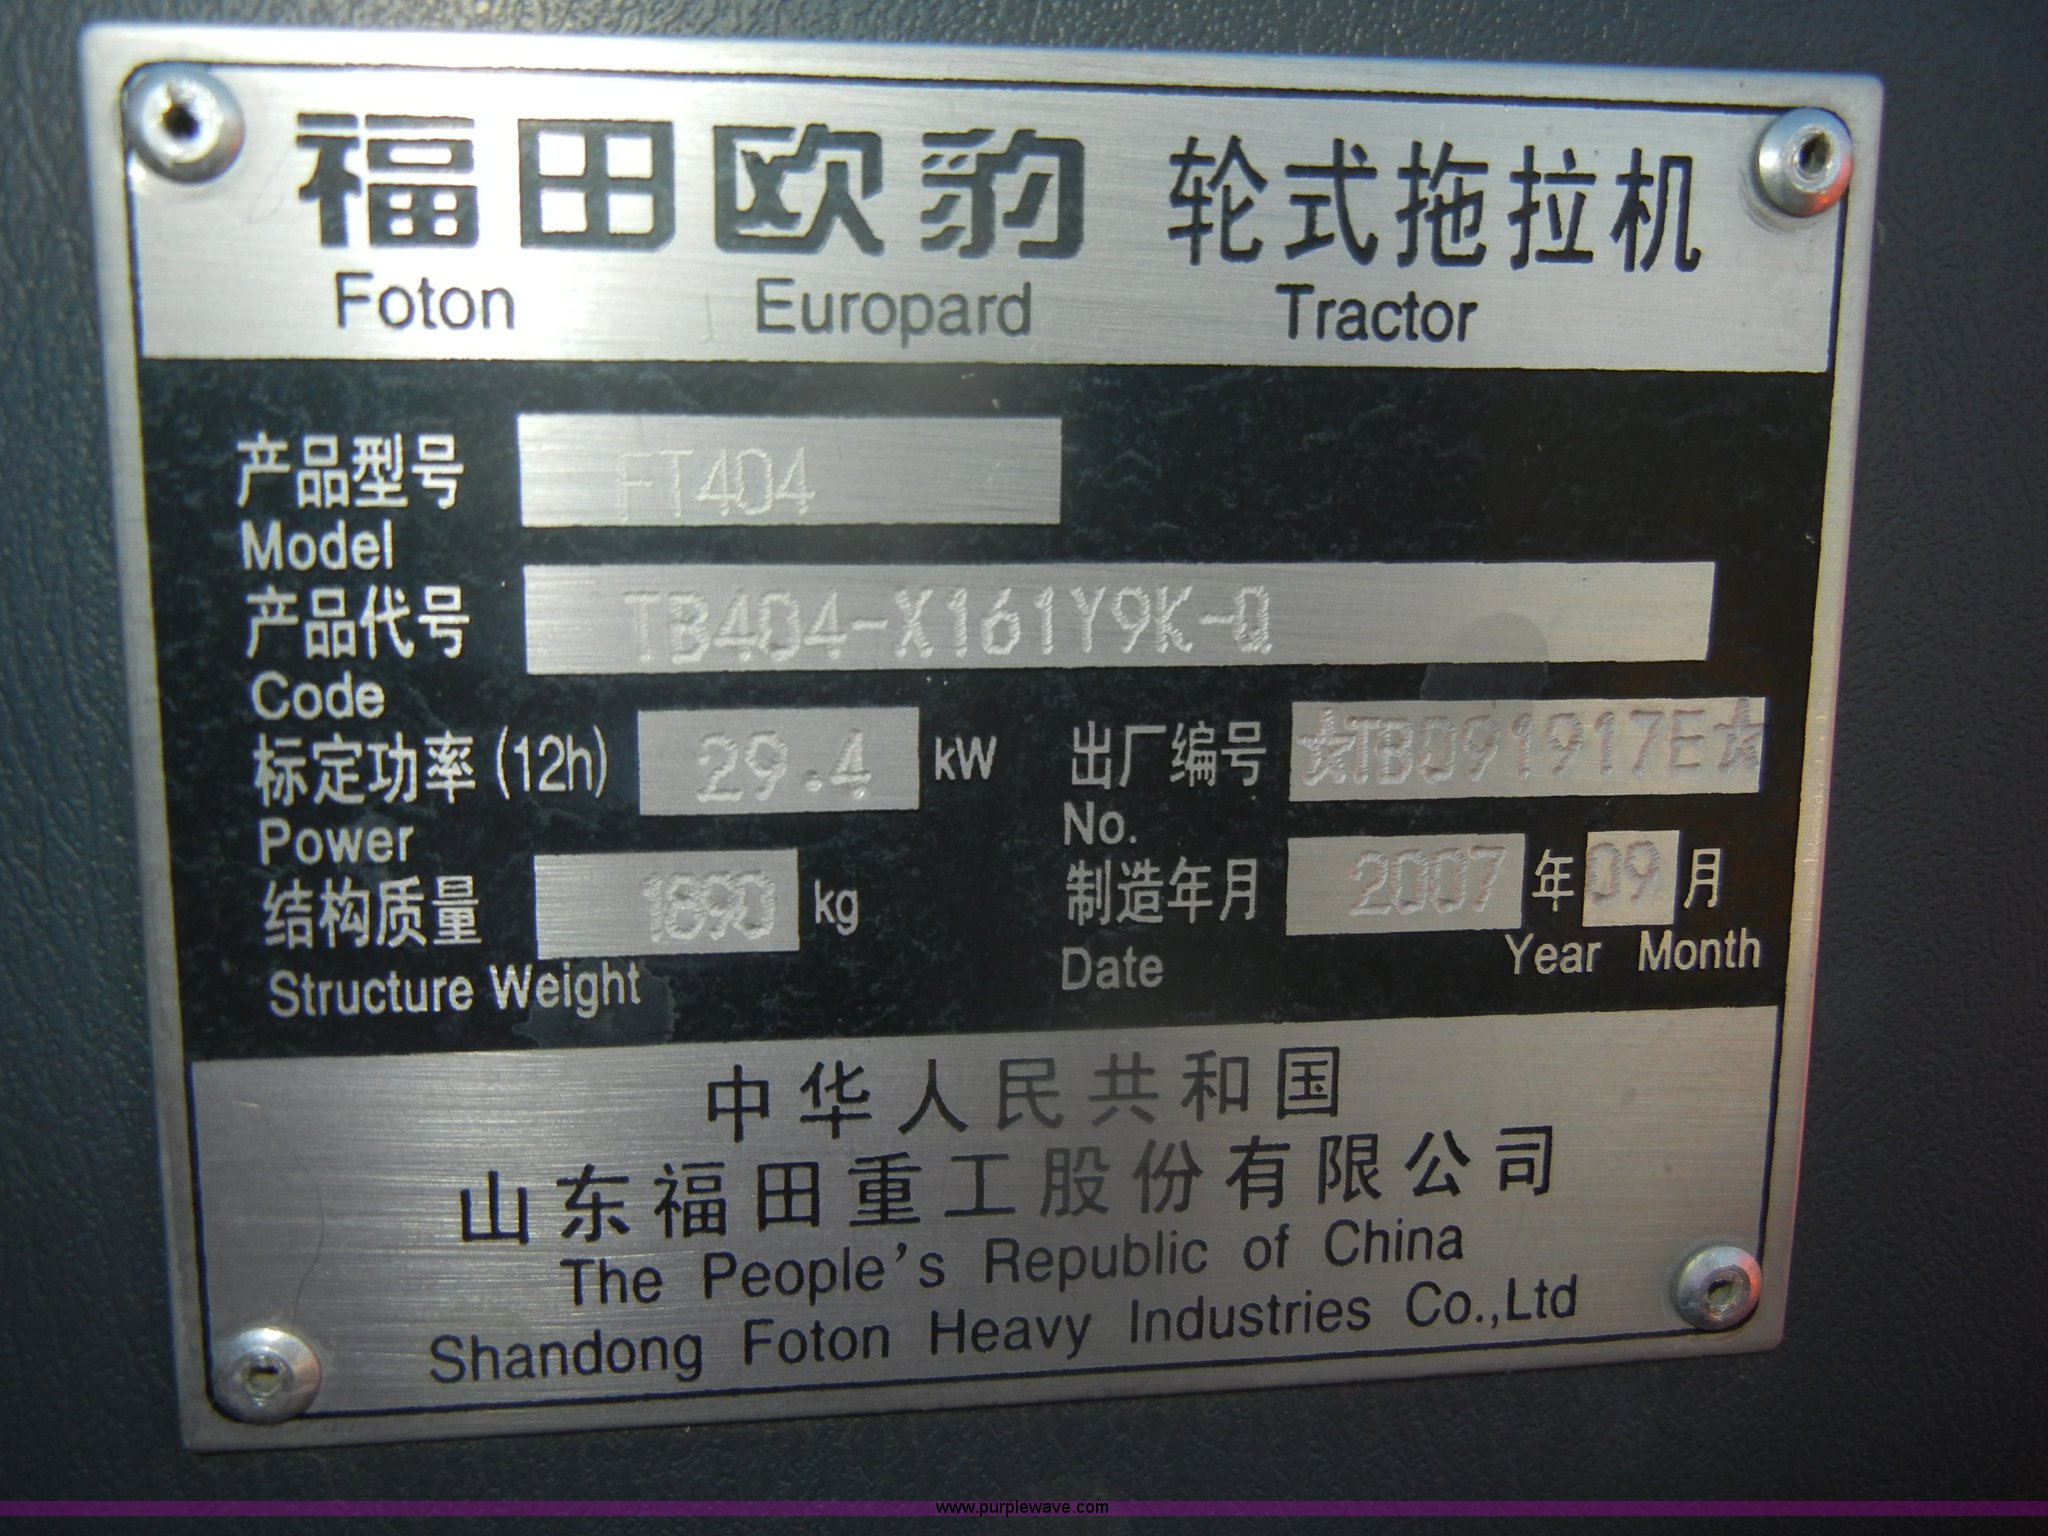 福田欧豹 轮式拖拉机
Foton Europard Tractor
产品型号 FT404
Model
产品代号 TB404-X161Y9K-Q
Code
标定功率(12h) 29.4 kW 出厂编号 ☆TB091917E☆
Power No.
结构质量 1890 kg 制造年月 2007 年 09 月
Structure Weight Date Year Month
中华人民共和国
山东福田重工股份有限公司
The People's Republic of China
Shandong Foton Heavy Industries Co.,Ltd
www.purplewave.com